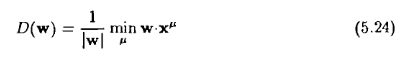 D(w) = 1/|w| min_μ w·x^μ (5.24)